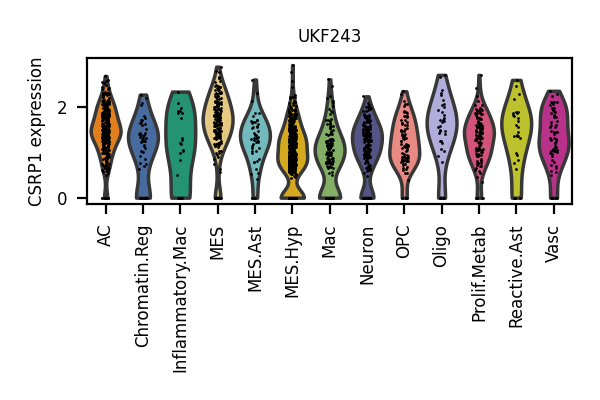 UKF243
CSRP1 expression
2
0
AC
Chromatin.Reg
Inflammatory.Mac
MES
MES.Ast
MES.Hyp
Mac
Neuron
OPC
Oligo
Prolif.Metab
Reactive.Ast
Vasc